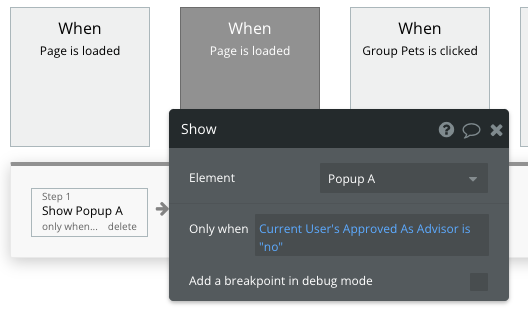 When
Page is loaded
When
Page is loaded
When
Group Pets is clicked
Step 1
Show Popup A
only when... delete
Show
Element
Popup A
Only when
Current User's Approved As Advisor is
"no"
Add a breakpoint in debug mode